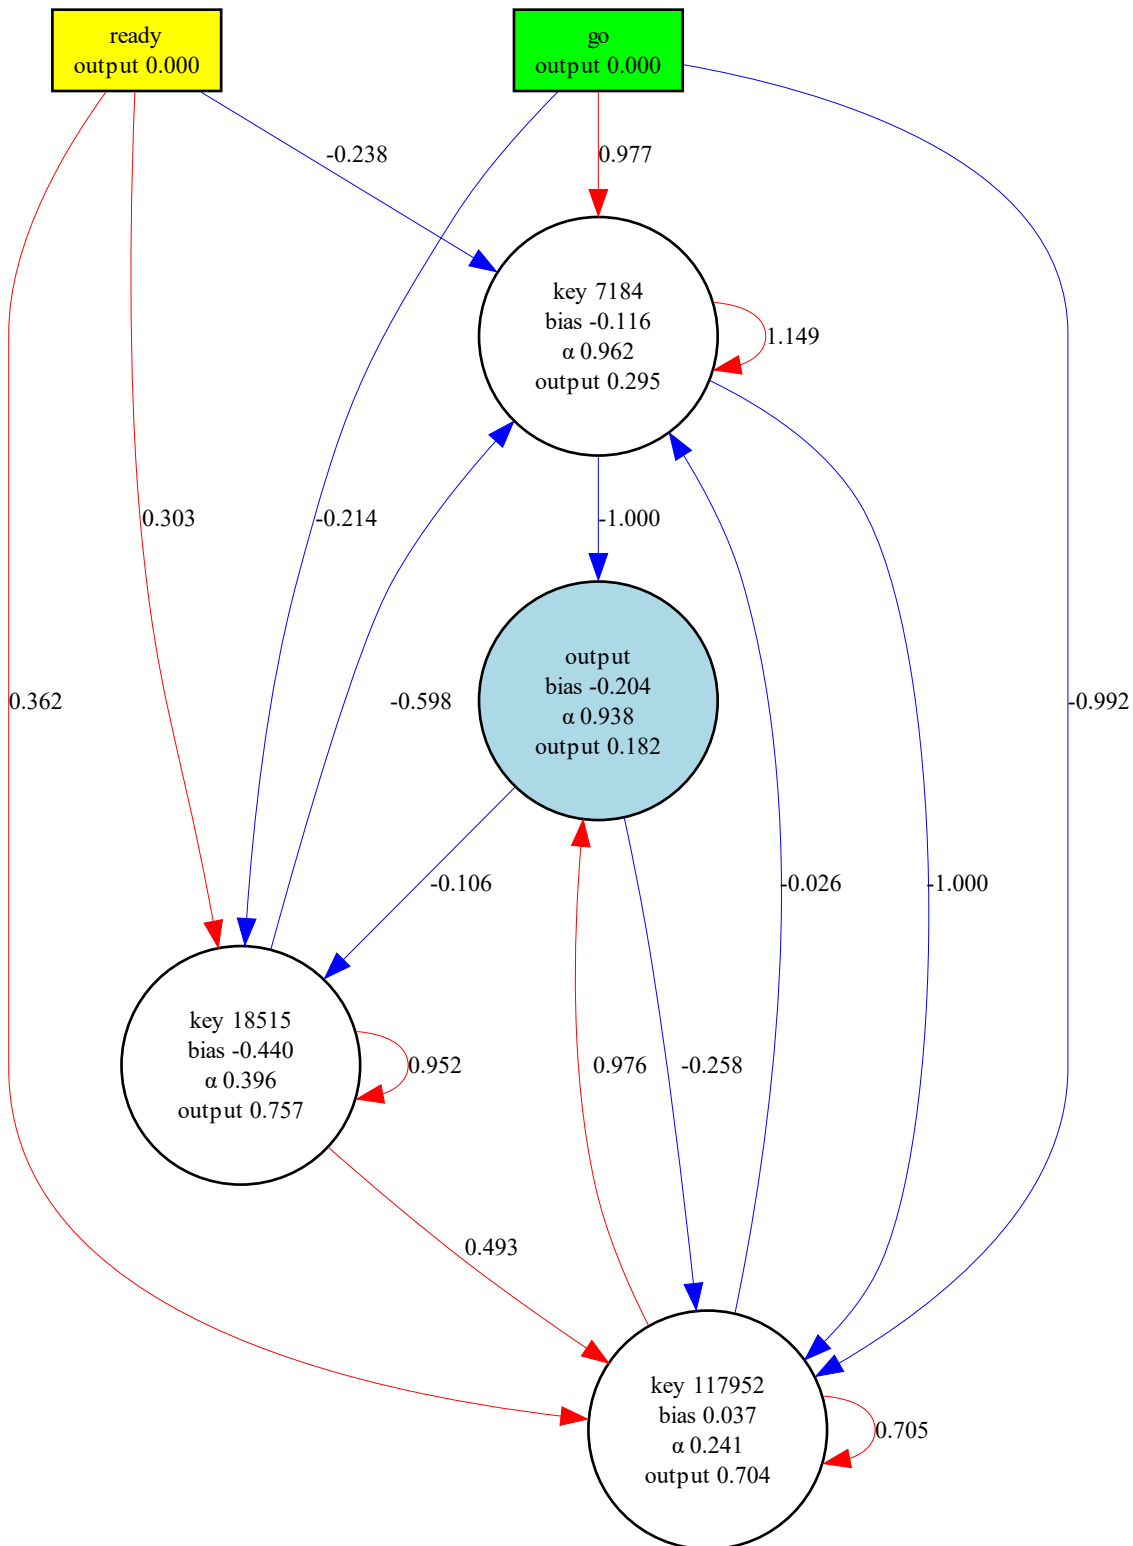 ready
output 0.000
go
output 0.000
-0.238
0.977
key 7184
bias -0.116
α 0.962
output 0.295
1.149
0.303
-0.214
-1.000
output
bias -0.204
α 0.938
output 0.182
0.362
-0.598
-0.992
-0.106
-0.026
-1.000
key 18515
bias -0.440
α 0.396
output 0.757
0.952
0.976
-0.258
0.493
key 117952
bias 0.037
α 0.241
output 0.704
0.705